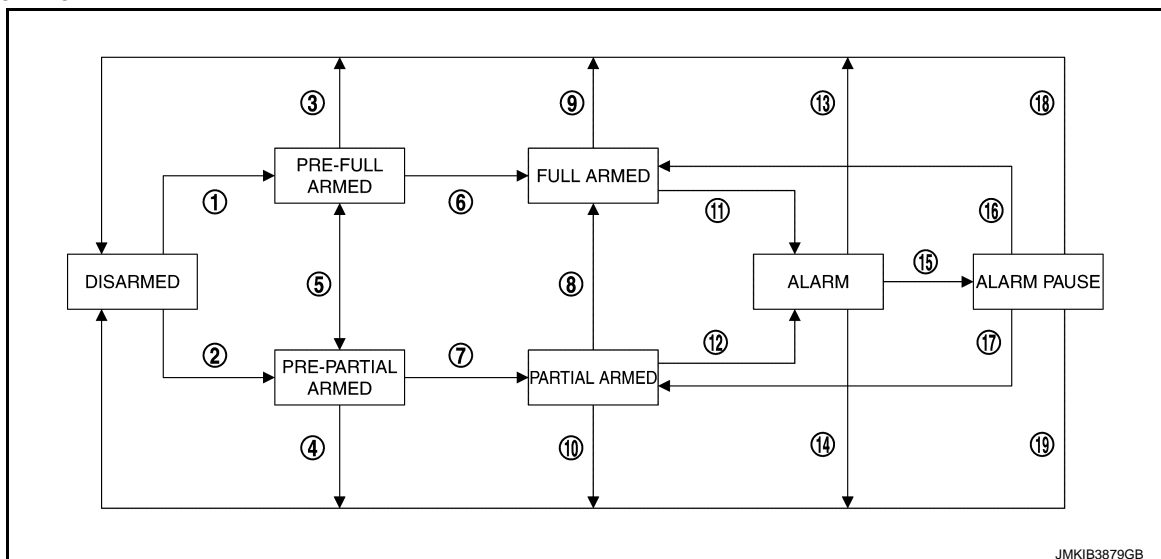 ③
⑨
⑬
⑱
PRE-FULL
ARMED
FULL ARMED
①
⑥
⑪
⑯
DISARMED
⑤
⑧
ALARM
⑮
ALARM PAUSE
②
⑦
⑫
⑰
PRE-PARTIAL
ARMED
PARTIAL ARMED
④
⑩
⑭
⑲
JMKIB3879GB